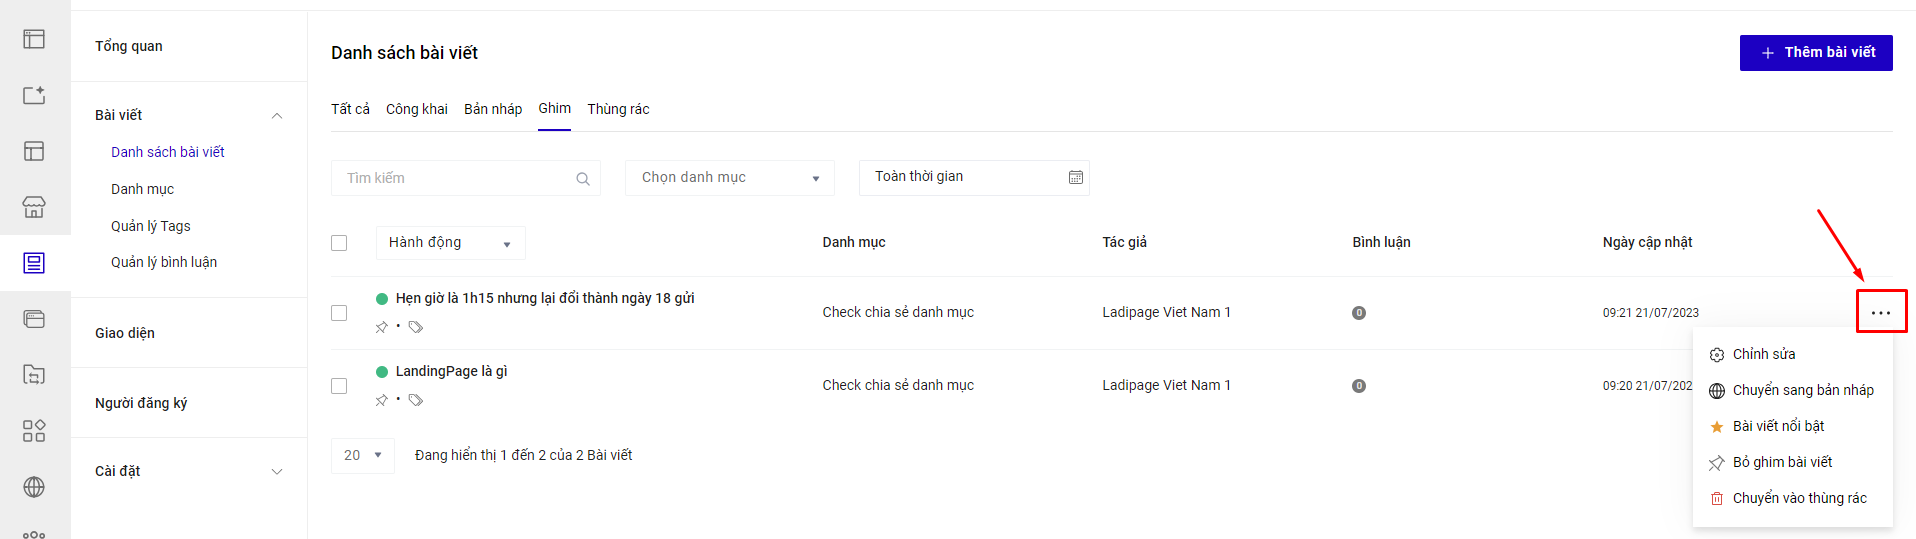 Tổng quan
Bài viết
Danh sách bài viết
Danh mục
Quản lý Tags
Quản lý bình luận
Giao diện
Người đăng ký
Cài đặt
Danh sách bài viết
Thêm bài viết
Tất cả Công khai Bản nháp Ghim Thùng rác
Tìm kiếm Chọn danh mục Toàn thời gian
Hành động Danh mục Tác giả Bình luận Ngày cập nhật
Hẹn giờ là 1h15 nhưng lại đổi thành ngày 18 gửi
Check chia sẻ danh mục Ladipage Viet Nam 1 0 09:21 21/07/2023
LandingPage là gì
Check chia sẻ danh mục Ladipage Viet Nam 1 0 09:20 21/07/202
20 Đang hiển thị 1 đến 2 của 2 Bài viết
Chỉnh sửa
Chuyển sang bản nháp
Bài viết nổi bật
Bỏ ghim bài viết
Chuyển vào thùng rác